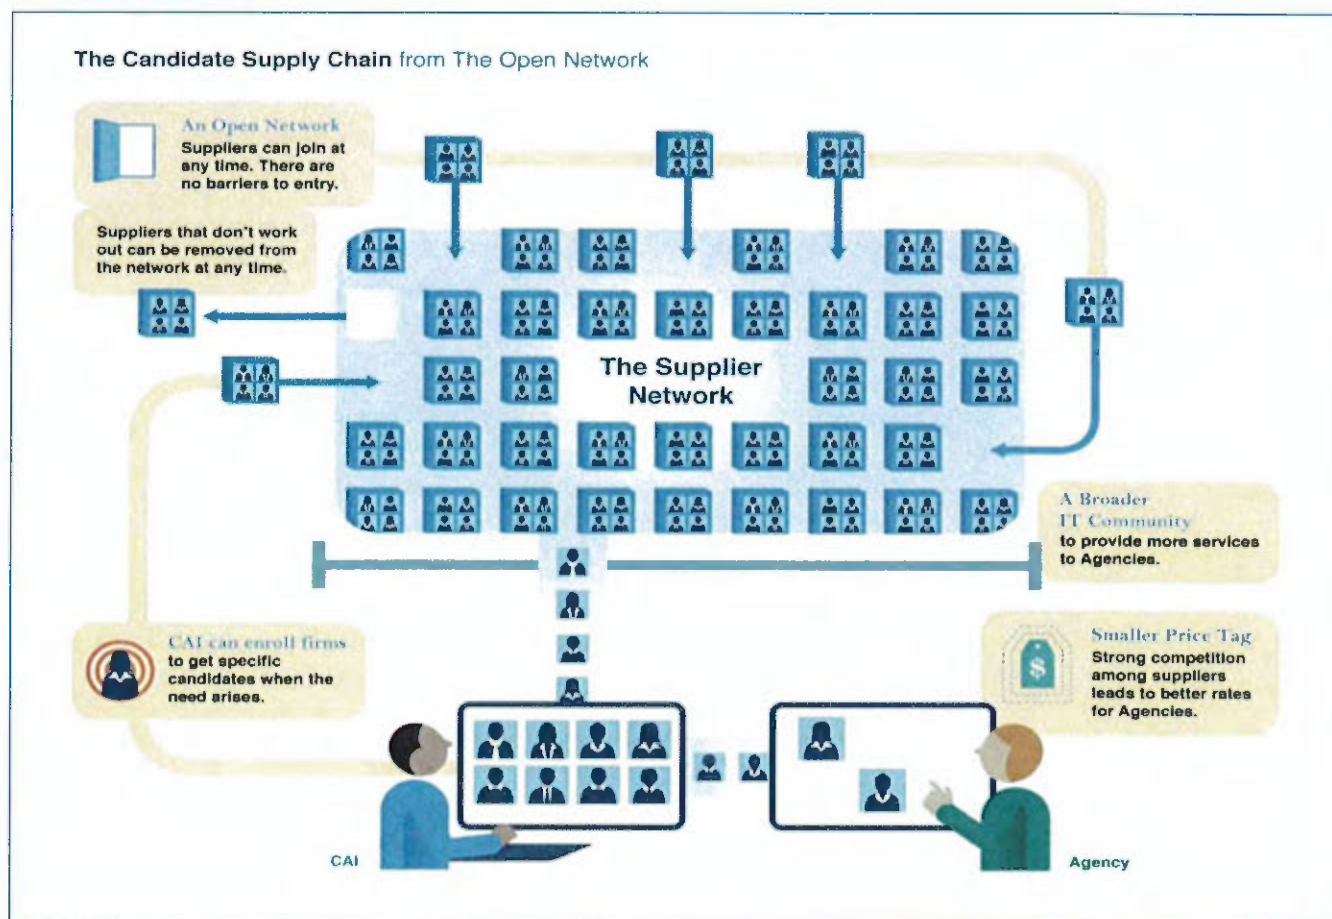 The Candidate Supply Chain from The Open Network
An Open Network
Suppliers can join at
any time. There are
no barriers to entry.
Suppliers that don't work
out can be removed from
the network at any time.
The Supplier
Network
A Broader
IT Community
to provide more services
to Agencies.
CAI can enroll firms
to get specific
candidates when the
need arises.
Smaller Price Tag
Strong competition
among suppliers
leads to better rates
for Agencies.
$
CAI
Agency